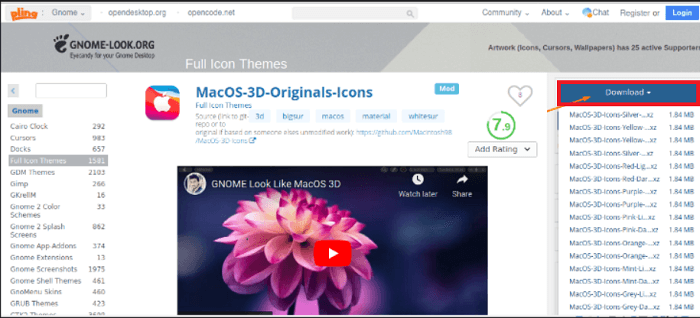 pling
Gnome
opendesktop.org
opencode.net
Community
About
Chat
Register or
Login
GNOME-LOOK.ORG
Eyecandy for your Gnome Desktop
Full Icon Themes
Artwork (Icons, Cursors, Wallpapers) has 25 active Supporter
Gnome
Cairo Clock 292
Cursors 983
Docks 657
Full Icon Themes 1581
GDM Themes 2103
Gimp 266
GKrellM 16
Gnome 2 Color Schemes 33
Gnome 2 Splash Screens 862
Gnome App-Addons 374
Gnome Extensions 13
Gnome Screenshots 1975
Gnome Shell Themes 461
GnoMenu Skins 460
GRUB Themes 423
MacOS-3D-Originals-Icons
Mod
Full Icon Themes
Source (link to git-repo or to
original if based on someone elses unmodified work): https://github.com/Macintosh98
/MacOS-3D-Icons
3d
bigsur
macos
material
whitesur
7.9
Add Rating
GNOME Look Like MacOS 3D
Watch later
Share
Download
MacOS-3D-Icons-Silver-...xz 1.84 MB
MacOS-3D-Icons-Yellow-...xz 1.84 MB
MacOS-3D-Icons-Yellow-...xz 1.84 MB
MacOS-3D-Icons-Silver-...xz 1.84 MB
MacOS-3D-Icons-Red-Lig...xz 1.84 MB
MacOS-3D-Icons-Red-Dar...xz 1.84 MB
MacOS-3D-Icons-Purple-...xz 1.84 MB
MacOS-3D-Icons-Purple-...xz 1.84 MB
MacOS-3D-Icons-Pink-Li...xz 1.84 MB
MacOS-3D-Icons-Pink-Da...xz 1.84 MB
MacOS-3D-Icons-Orange-...xz 1.84 MB
MacOS-3D-Icons-Orange-...xz 1.84 MB
MacOS-3D-Icons-Mint-Li...xz 1.84 MB
MacOS-3D-Icons-Mint-Da...xz 1.84 MB
MacOS-3D-Icons-Grey-Li...xz 1.84 MB
MacOS-3D-Icons-Grey-Da...xz 1.84 MB